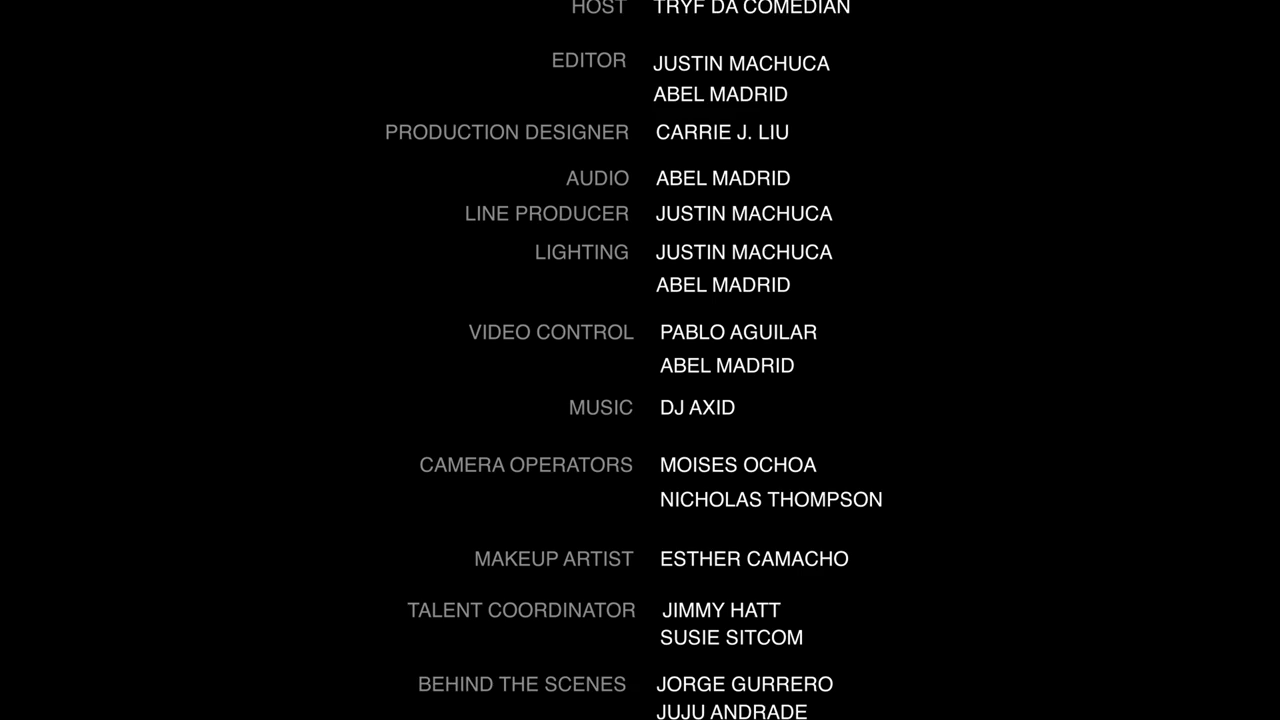 HOST TRYF DA COMEDIAN
EDITOR JUSTIN MACHUCA
ABEL MADRID
PRODUCTION DESIGNER CARRIE J. LIU
AUDIO ABEL MADRID
LINE PRODUCER JUSTIN MACHUCA
LIGHTING JUSTIN MACHUCA
ABEL MADRID
VIDEO CONTROL PABLO AGUILAR
ABEL MADRID
MUSIC DJ AXID
CAMERA OPERATORS MOISES OCHOA
NICHOLAS THOMPSON
MAKEUP ARTIST ESTHER CAMACHO
TALENT COORDINATOR JIMMY HATT
SUSIE SITCOM
BEHIND THE SCENES JORGE GURRERO
JUJU ANDRADE